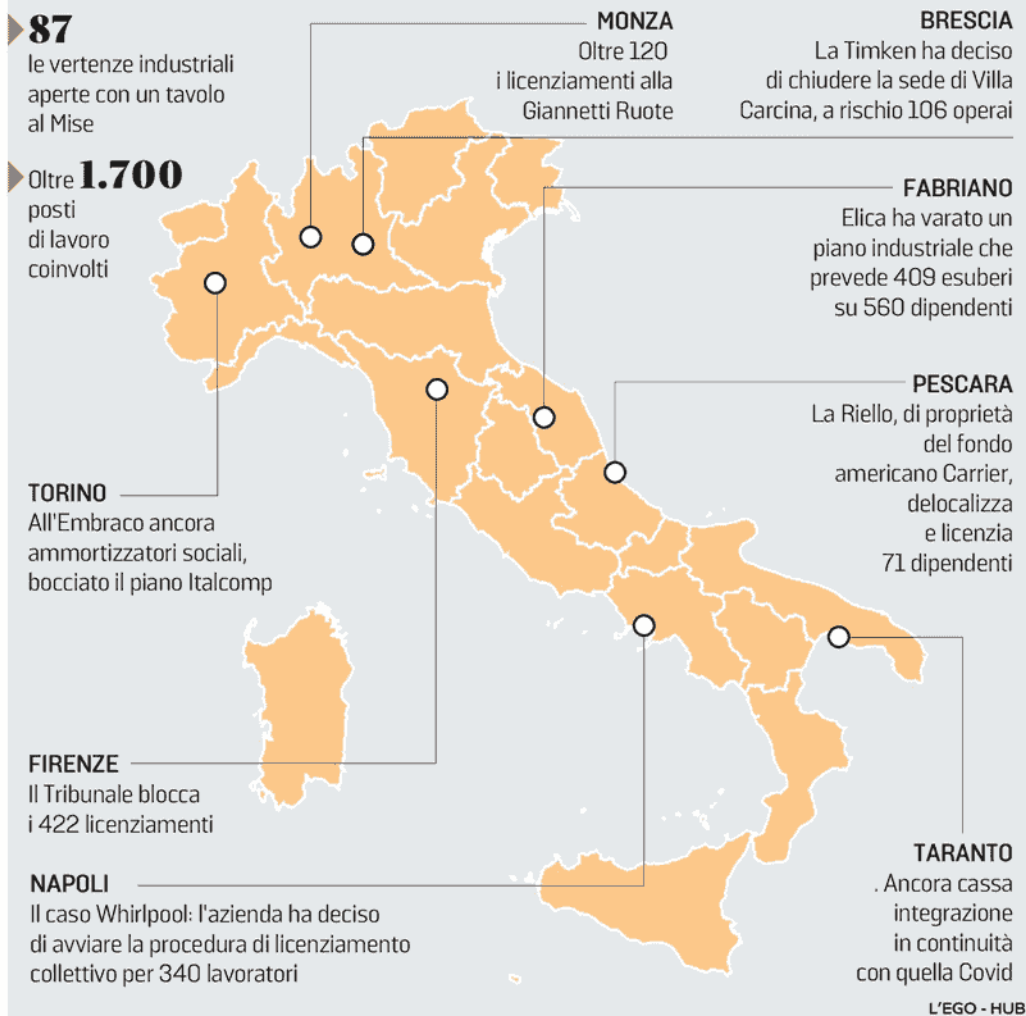 87
le vertenze industriali
aperte con un tavolo
al Mise
Oltre 1.700
posti
di lavoro
coinvolti
MONZA
Oltre 120
i licenziamenti alla
Giannetti Ruote
BRESCIA
La Timken ha deciso
di chiudere la sede di Villa
Carcina, a rischio 106 operai
FABRIANO
Elica ha varato un
piano industriale che
prevede 409 esuberi
su 560 dipendenti
PESCARA
La Riello, di proprietà
del fondo
americano Carrier,
delocalizza
e licenzia
71 dipendenti
TORINO
All'Embraco ancora
ammortizzatori sociali,
bocciato il piano Italcomp
FIRENZE
Il Tribunale blocca
i 422 licenziamenti
NAPOLI
Il caso Whirlpool: l'azienda ha deciso
di avviare la procedura di licenziamento
collettivo per 340 lavoratori
TARANTO
. Ancora cassa
integrazione
in continuità
con quella Covid
L'EGO - HUB